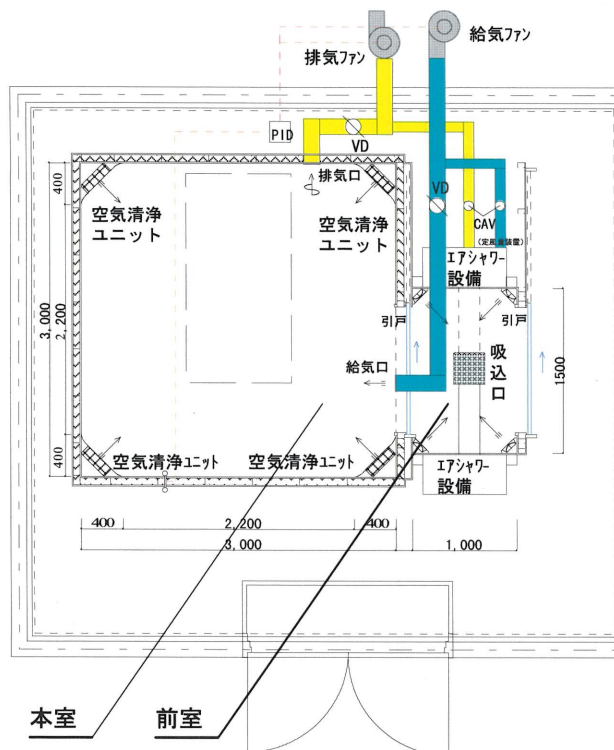 給気ファン
排気ファン
PID
VD
排気口
400
空気清浄
ユニット
空気清浄
ユニット
VD
CAV
(定風量装置)
エアシャワー
設備
3,000
2,200
引戸
引戸
給気口
吸込口
1500
400
空気清浄ユニット
空気清浄ユニット
エアシャワー
設備
400
2,200
400
3,000
1,000
本室
前室